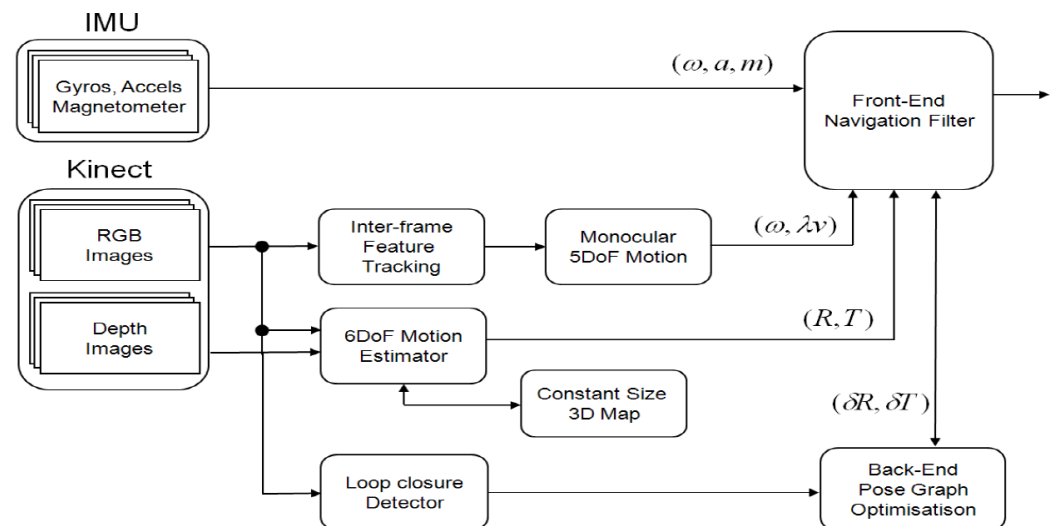 IMU
Gyros, Accels
Magnetometer
(ω, a, m)
Front-End
Navigation Filter
Kinect
RGB
Images
Inter-frame
Feature
Tracking
Monocular
5DoF Motion
(ω, λv)
Depth
Images
6DoF Motion
Estimator
(R, T)
Constant Size
3D Map
(δR, δT)
Loop closure
Detector
Back-End
Pose Graph
Optimisatison